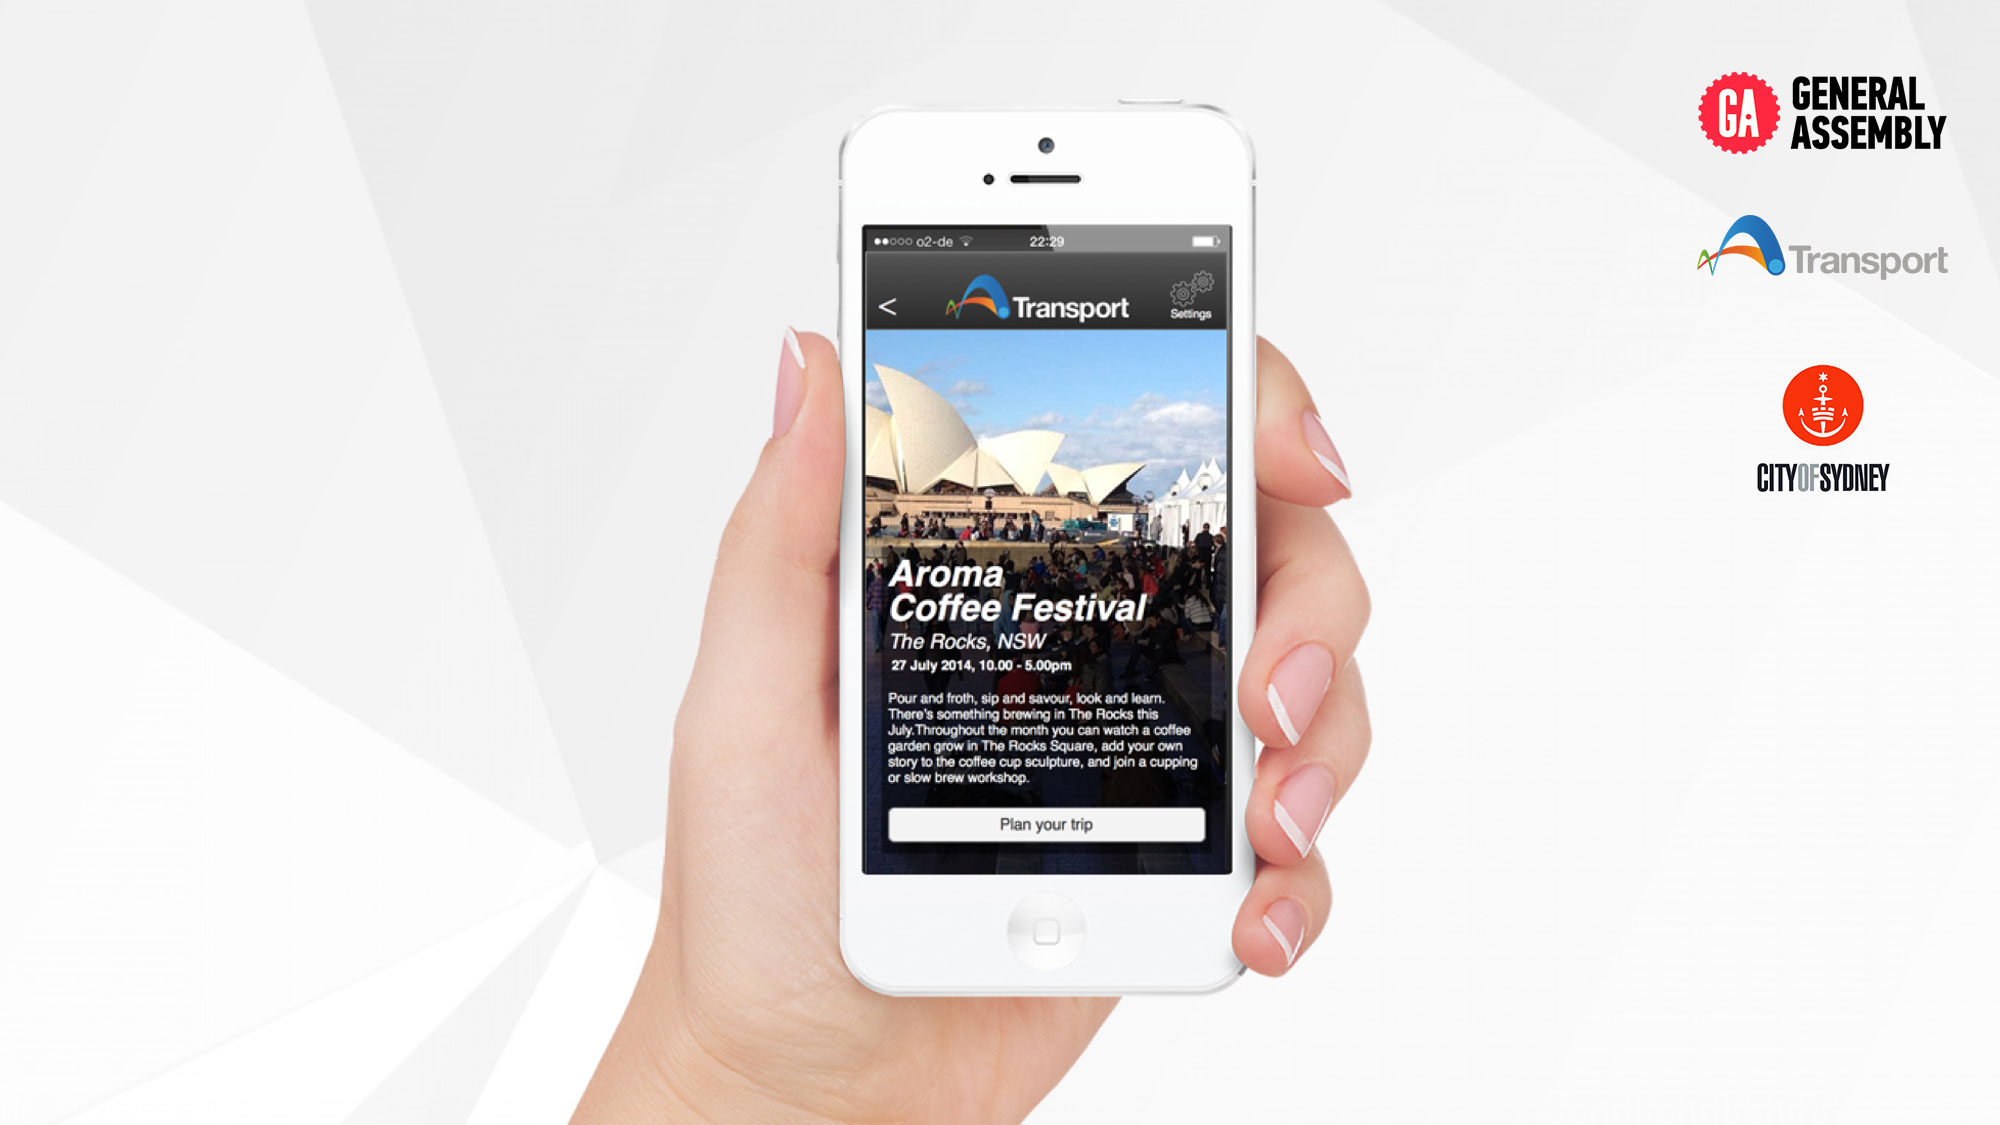 o2-de
22:29
<
Transport
Settings
Aroma
Coffee Festival
The Rocks, NSW
27 July 2014, 10.00 - 5.00pm
Pour and froth, sip and savour, look and learn.
There's something brewing in The Rocks this
July.Throughout the month you can watch a coffee
garden grow in The Rocks Square, add your own
story to the coffee cup sculpture, and join a cupping
or slow brew workshop.
Plan your trip
GA
GENERAL
ASSEMBLY
Transport
CITYOFSYDNEY